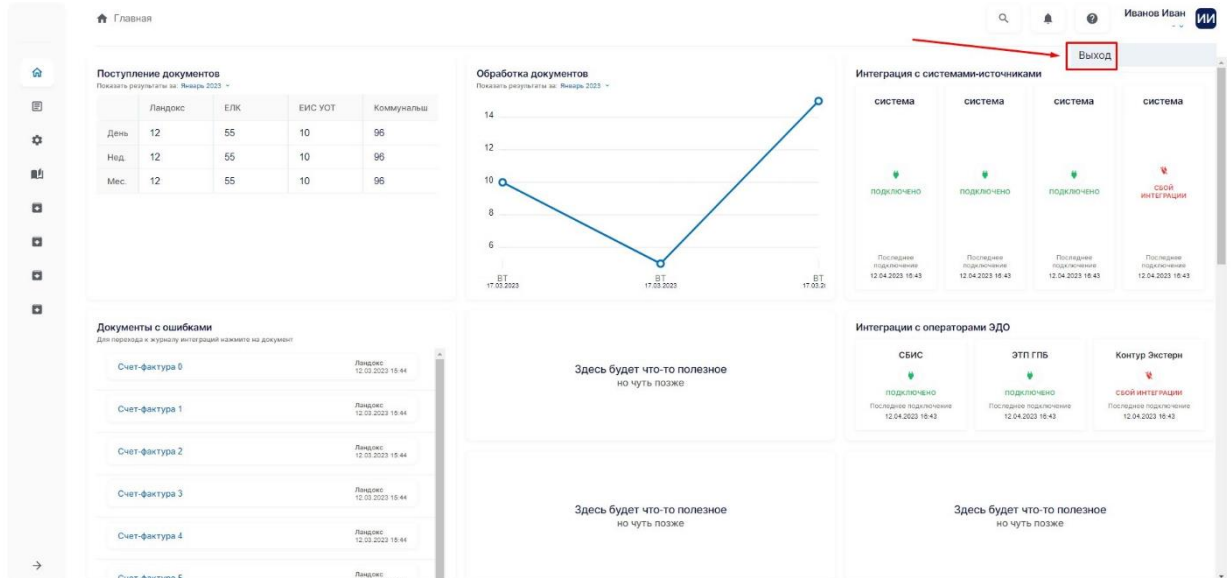 Главная
Иванов Иван
ИИ
Выход
Поступление документов
Показать результаты за: Январь 2023
Ландокс ЕЛК ЕИС УОТ Коммунальщ
День 12 55 10 96
Нед. 12 55 10 96
Мес. 12 55 10 96
Обработка документов
Показать результаты за: Январь 2023
14
12
10
8
6
ВТ ВТ ВТ
17.03.2023 17.03.2023 17.03.2
Интеграция с системами-источниками
система система система система
ПОДКЛЮЧЕНО ПОДКЛЮЧЕНО ПОДКЛЮЧЕНО СБОЙ
ИНТЕГРАЦИИ
Последнее Последнее Последнее Последнее
подключение подключение подключение подключение
12.04.2023 16:43 12.04.2023 16:43 12.04.2023 16:43 12.04.2023 16:43
Документы с ошибками
Для перехода к журналу интеграций нажмите на документ
Счет-фактура 0 Ландокс
12.03.2023 15:44
Счет-фактура 1 Ландокс
12.03.2023 15:44
Счет-фактура 2 Ландокс
12.03.2023 15:44
Счет-фактура 3 Ландокс
12.03.2023 15:44
Счет-фактура 4 Ландокс
12.03.2023 15:44
Счет-фактура 5 Ландокс
Здесь будет что-то полезное
но чуть позже
Интеграции с операторами ЭДО
СБИС ЭТП ГПБ Контур Экстерн
ПОДКЛЮЧЕНО ПОДКЛЮЧЕНО СБОЙ ИНТЕГРАЦИИ
Последнее подключение Последнее подключение Последнее подключение
12.04.2023 16:43 12.04.2023 16:43 12.04.2023 16:43
Здесь будет что-то полезное
но чуть позже
Здесь будет что-то полезное
но чуть позже